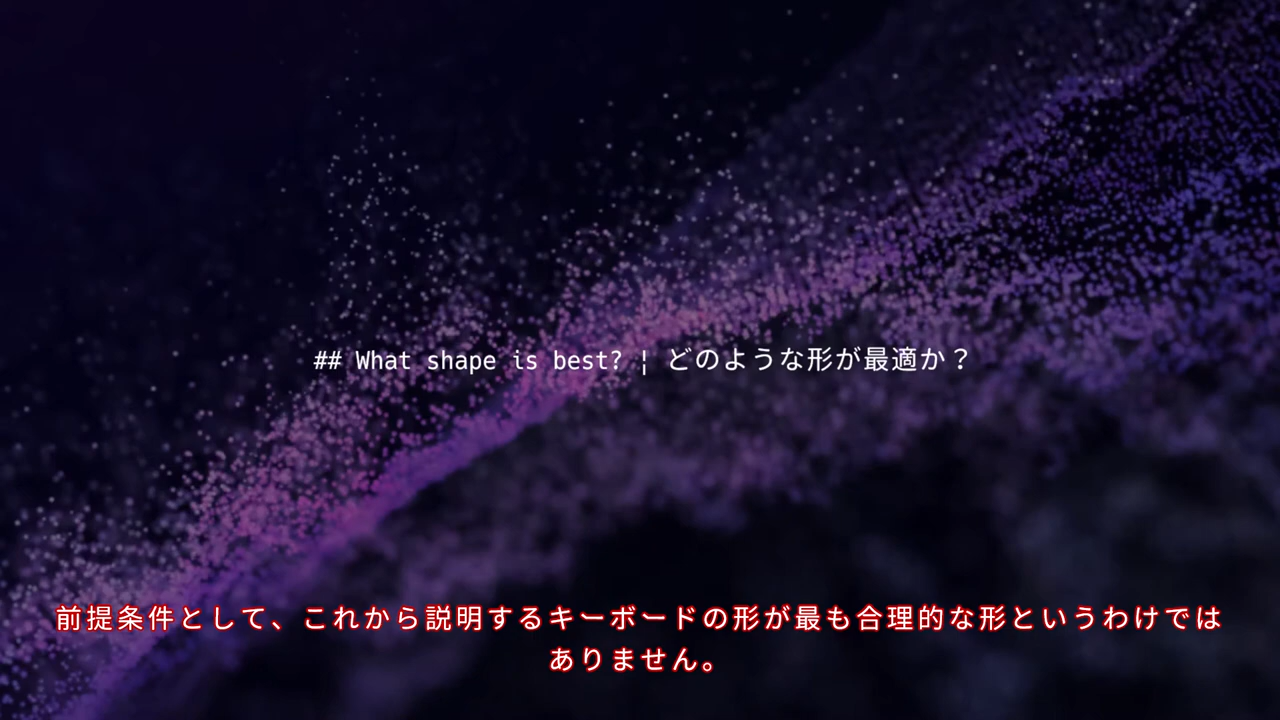 ## What shape is best? ¦ どのような形が最適か？
前提条件として、これから説明するキーボードの形が最も合理的な形というわけでは
ありません。